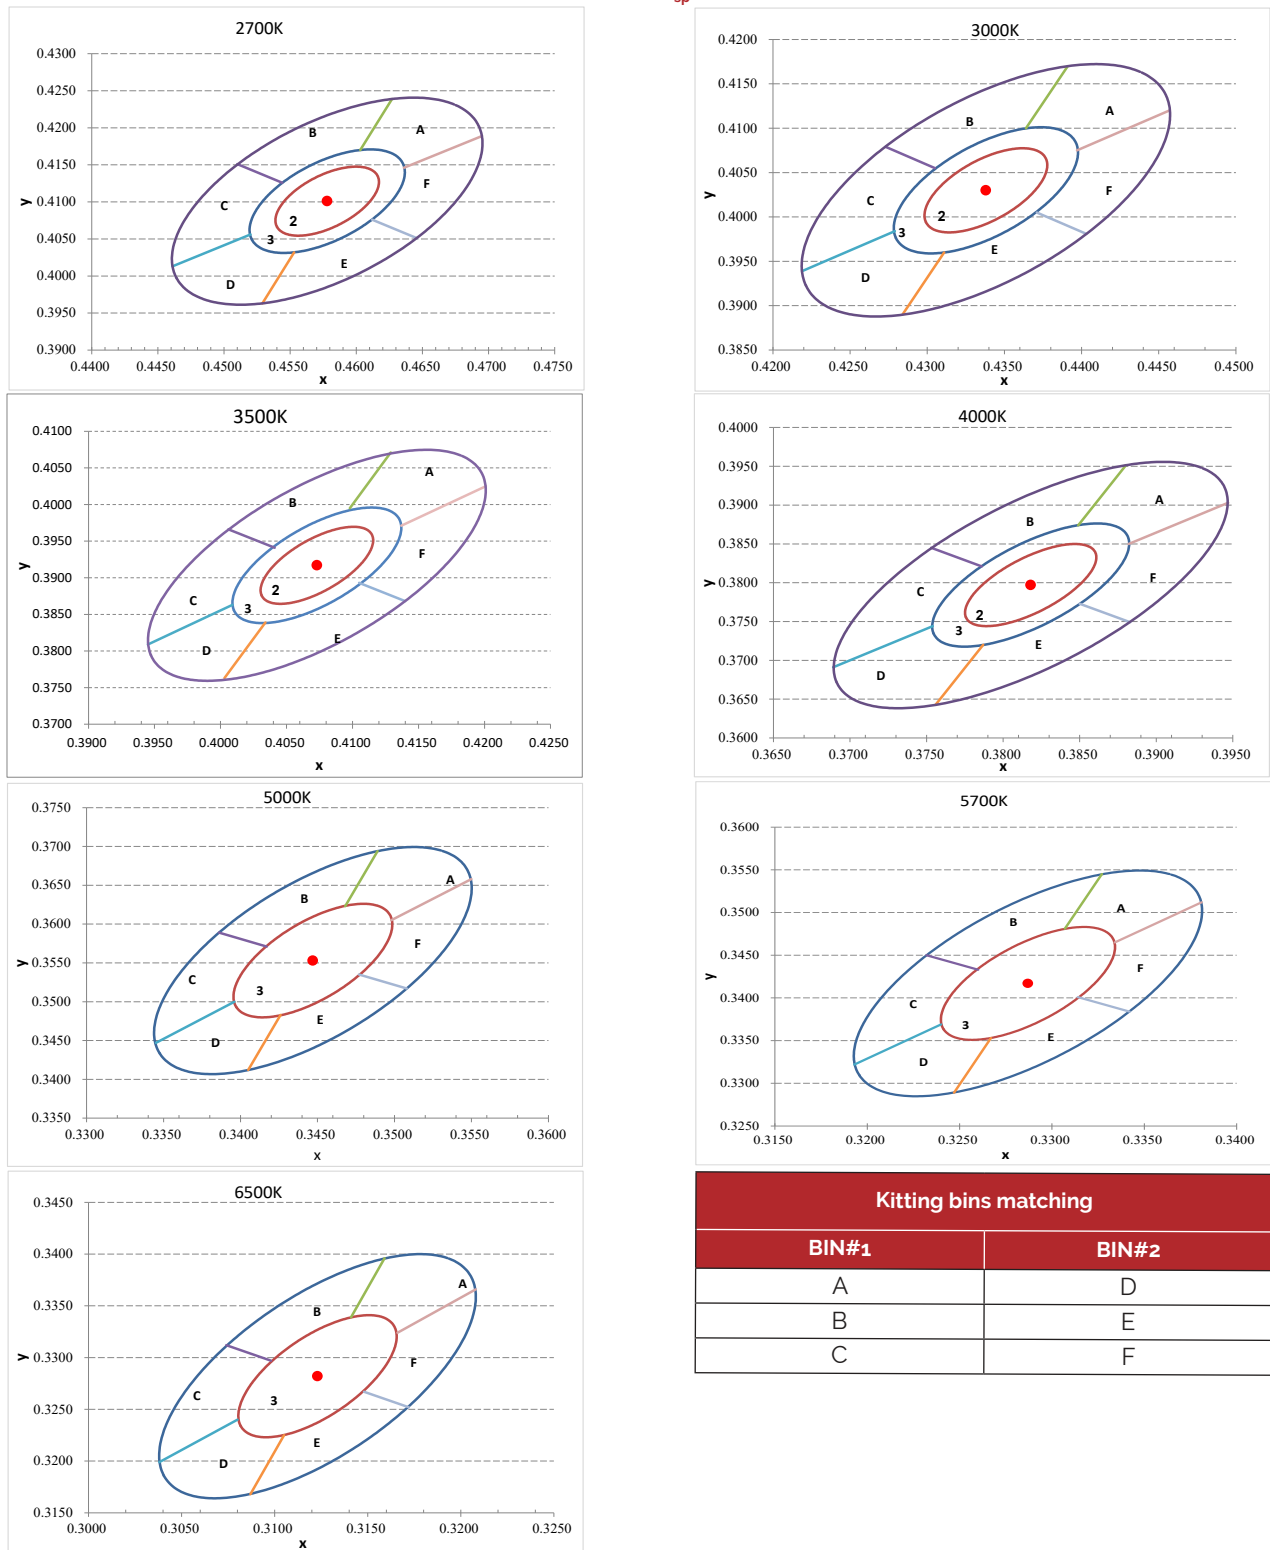 sp
2700K
0.4300
0.4250
0.4200
0.4150
0.4100
0.4050
0.4000
0.3950
0.3900
0.4400 0.4450 0.4500 0.4550 0.4600 0.4650 0.4700 0.4750
y
x
B
A
F
C
2
3
E
D
3000K
0.4200
0.4150
0.4100
0.4050
0.4000
0.3950
0.3900
0.3850
0.4200 0.4250 0.4300 0.4350 0.4400 0.4450 0.4500
y
x
A
B
F
C
2
3
E
D
3500K
0.4100
0.4050
0.4000
0.3950
0.3900
0.3850
0.3800
0.3750
0.3700
0.3900 0.3950 0.4000 0.4050 0.4100 0.4150 0.4200 0.4250
y
x
A
B
F
2
C
3
E
D
4000K
0.4000
0.3950
0.3900
0.3850
0.3800
0.3750
0.3700
0.3650
0.3600
0.3650 0.3700 0.3750 0.3800 0.3850 0.3900 0.3950
y
x
A
B
F
C
2
3
E
D
5000K
0.3750
0.3700
0.3650
0.3600
0.3550
0.3500
0.3450
0.3400
0.3350
0.3300 0.3350 0.3400 0.3450 0.3500 0.3550 0.3600
y
x
A
B
F
C
3
E
D
5700K
0.3600
0.3550
0.3500
0.3450
0.3400
0.3350
0.3300
0.3250
0.3150 0.3200 0.3250 0.3300 0.3350 0.3400
y
x
A
B
F
C
3
E
D
6500K
0.3450
0.3400
0.3350
0.3300
0.3250
0.3200
0.3150
0.3000 0.3050 0.3100 0.3150 0.3200 0.3250
y
x
A
B
F
C
3
E
D
Kitting bins matching
BIN#1 BIN#2
A D
B E
C F